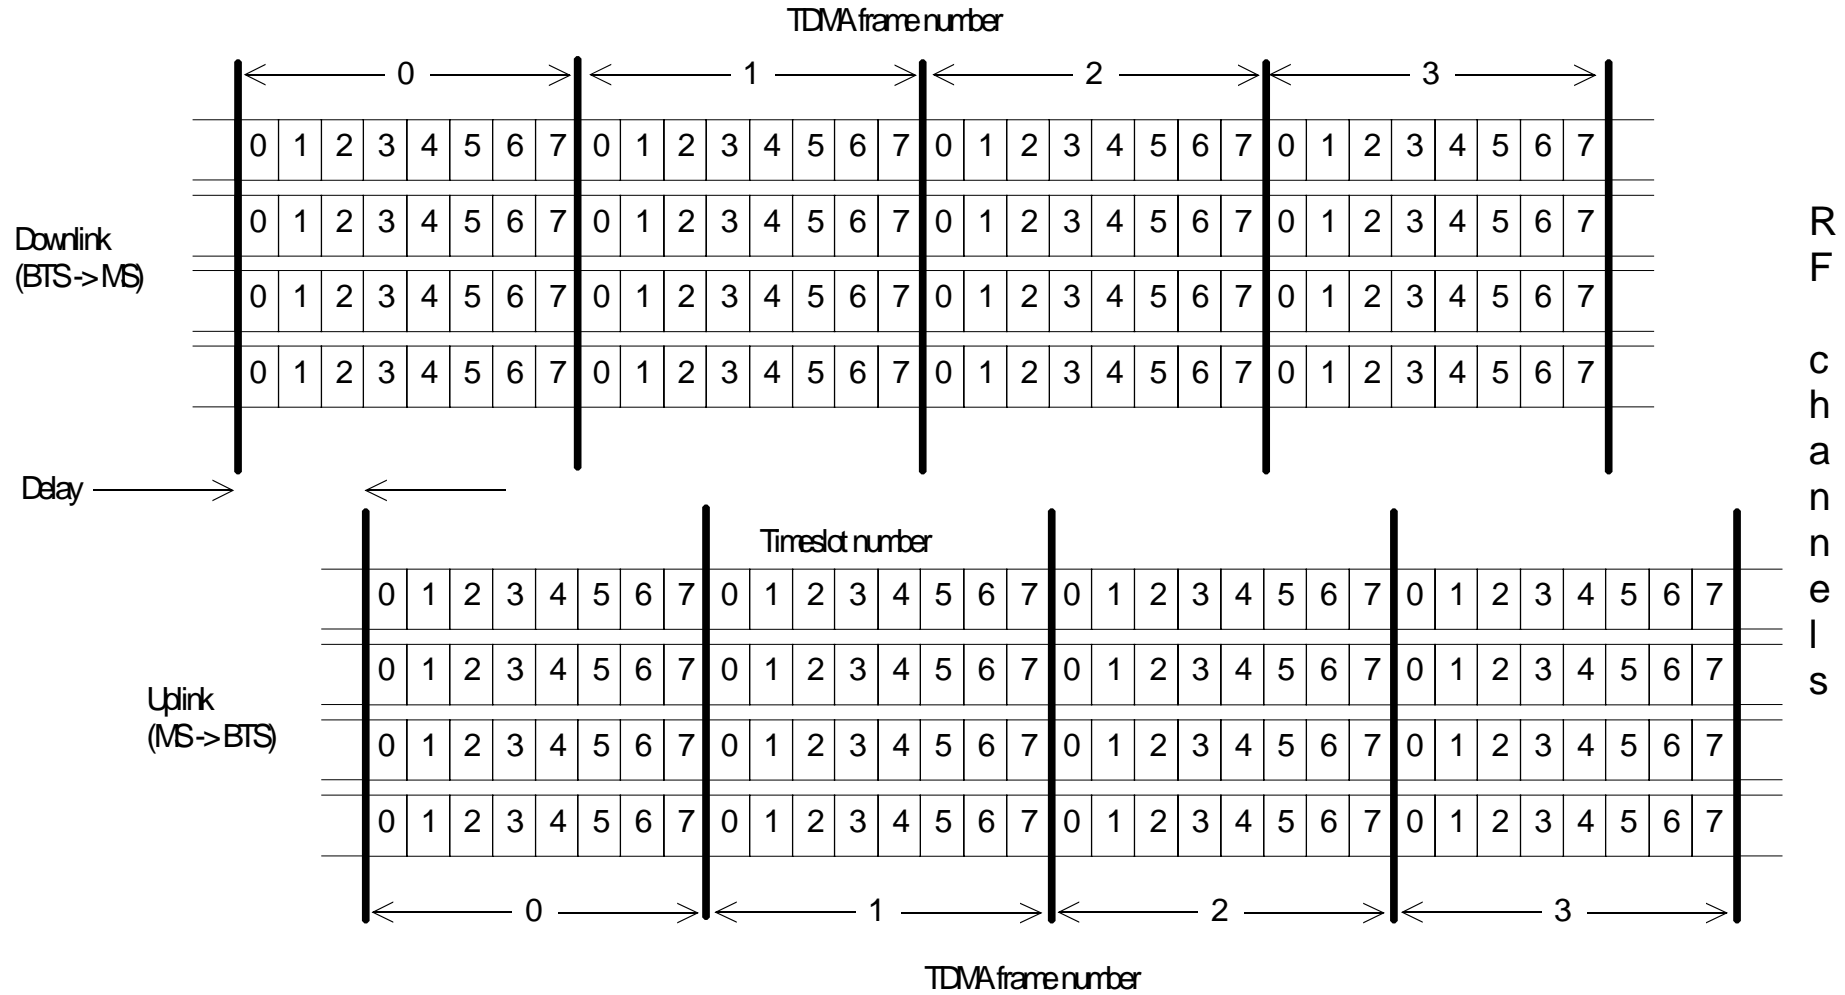 TDMA frame number
0 1 2 3
0 1 2 3 4 5 6 7 0 1 2 3 4 5 6 7 0 1 2 3 4 5 6 7 0 1 2 3 4 5 6 7
0 1 2 3 4 5 6 7 0 1 2 3 4 5 6 7 0 1 2 3 4 5 6 7 0 1 2 3 4 5 6 7
Downlink
(BTS -> MS)
0 1 2 3 4 5 6 7 0 1 2 3 4 5 6 7 0 1 2 3 4 5 6 7 0 1 2 3 4 5 6 7
0 1 2 3 4 5 6 7 0 1 2 3 4 5 6 7 0 1 2 3 4 5 6 7 0 1 2 3 4 5 6 7
RF channels
Delay
Timeslot number
0 1 2 3 4 5 6 7 0 1 2 3 4 5 6 7 0 1 2 3 4 5 6 7 0 1 2 3 4 5 6 7
0 1 2 3 4 5 6 7 0 1 2 3 4 5 6 7 0 1 2 3 4 5 6 7 0 1 2 3 4 5 6 7
Uplink
(MS -> BTS)
0 1 2 3 4 5 6 7 0 1 2 3 4 5 6 7 0 1 2 3 4 5 6 7 0 1 2 3 4 5 6 7
0 1 2 3 4 5 6 7 0 1 2 3 4 5 6 7 0 1 2 3 4 5 6 7 0 1 2 3 4 5 6 7
0 1 2 3
TDMA frame number